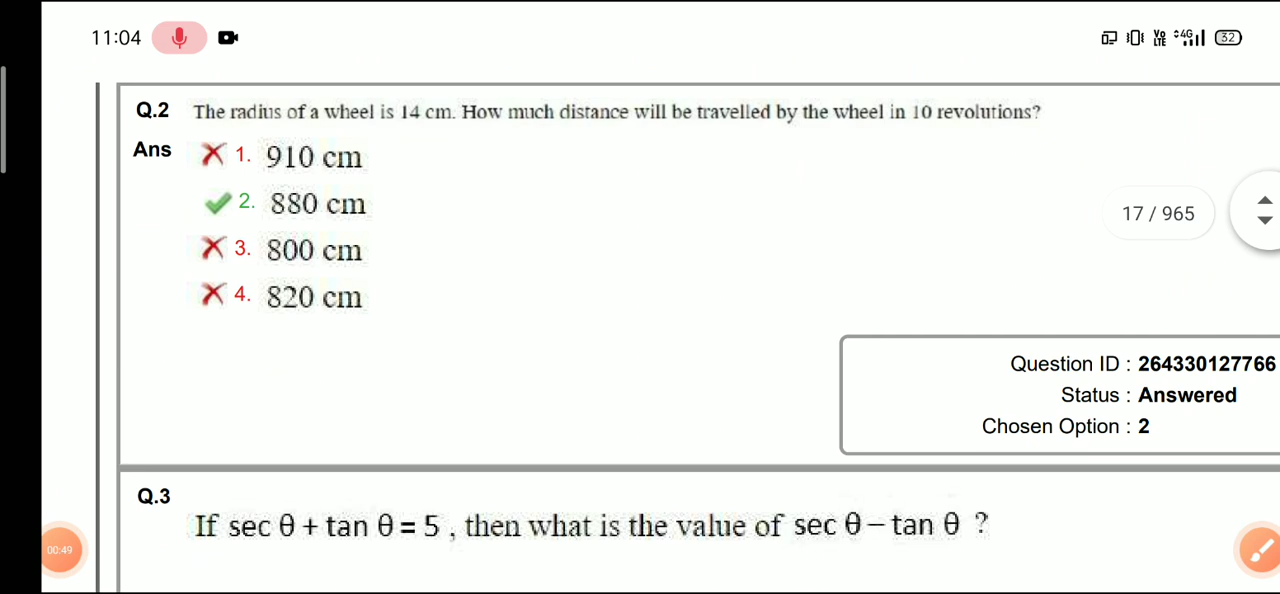 11:04
Vo LTE 4G 32
Q.2 The radius of a wheel is 14 cm. How much distance will be travelled by the wheel in 10 revolutions?
Ans 1. 910 cm
2. 880 cm
17 / 965
3. 800 cm
4. 820 cm
Question ID : 264330127766
Status : Answered
Chosen Option : 2
Q.3
If sec θ + tan θ = 5 , then what is the value of sec θ − tan θ ?
00:49